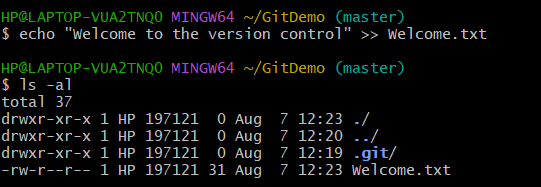 HP@LAPTOP-VUA2TNQO MINGW64 ~/GitDemo (master)
$ echo "Welcome to the version control" >> Welcome.txt
HP@LAPTOP-VUA2TNQO MINGW64 ~/GitDemo (master)
$ ls -al
total 37
drwxr-xr-x 1 HP 197121  0 Aug  7 12:23 ./
drwxr-xr-x 1 HP 197121  0 Aug  7 12:20 ../
drwxr-xr-x 1 HP 197121  0 Aug  7 12:19 .git/
-rw-r--r-- 1 HP 197121 31 Aug  7 12:23 Welcome.txt